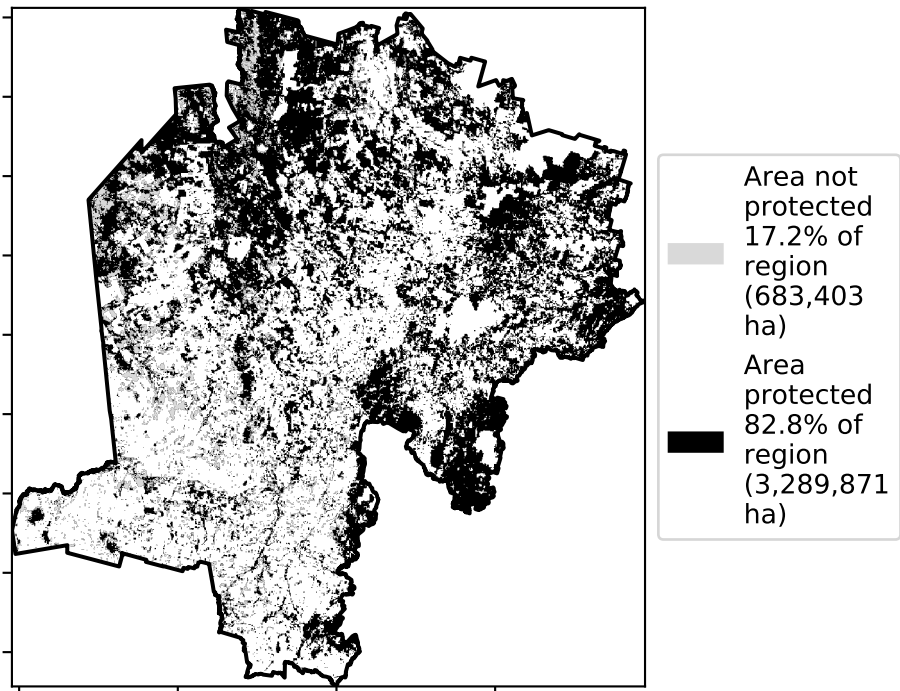 Area not
protected
17.2% of
region
(683,403
ha)
Area
protected
82.8% of
region
(3,289,871
ha)